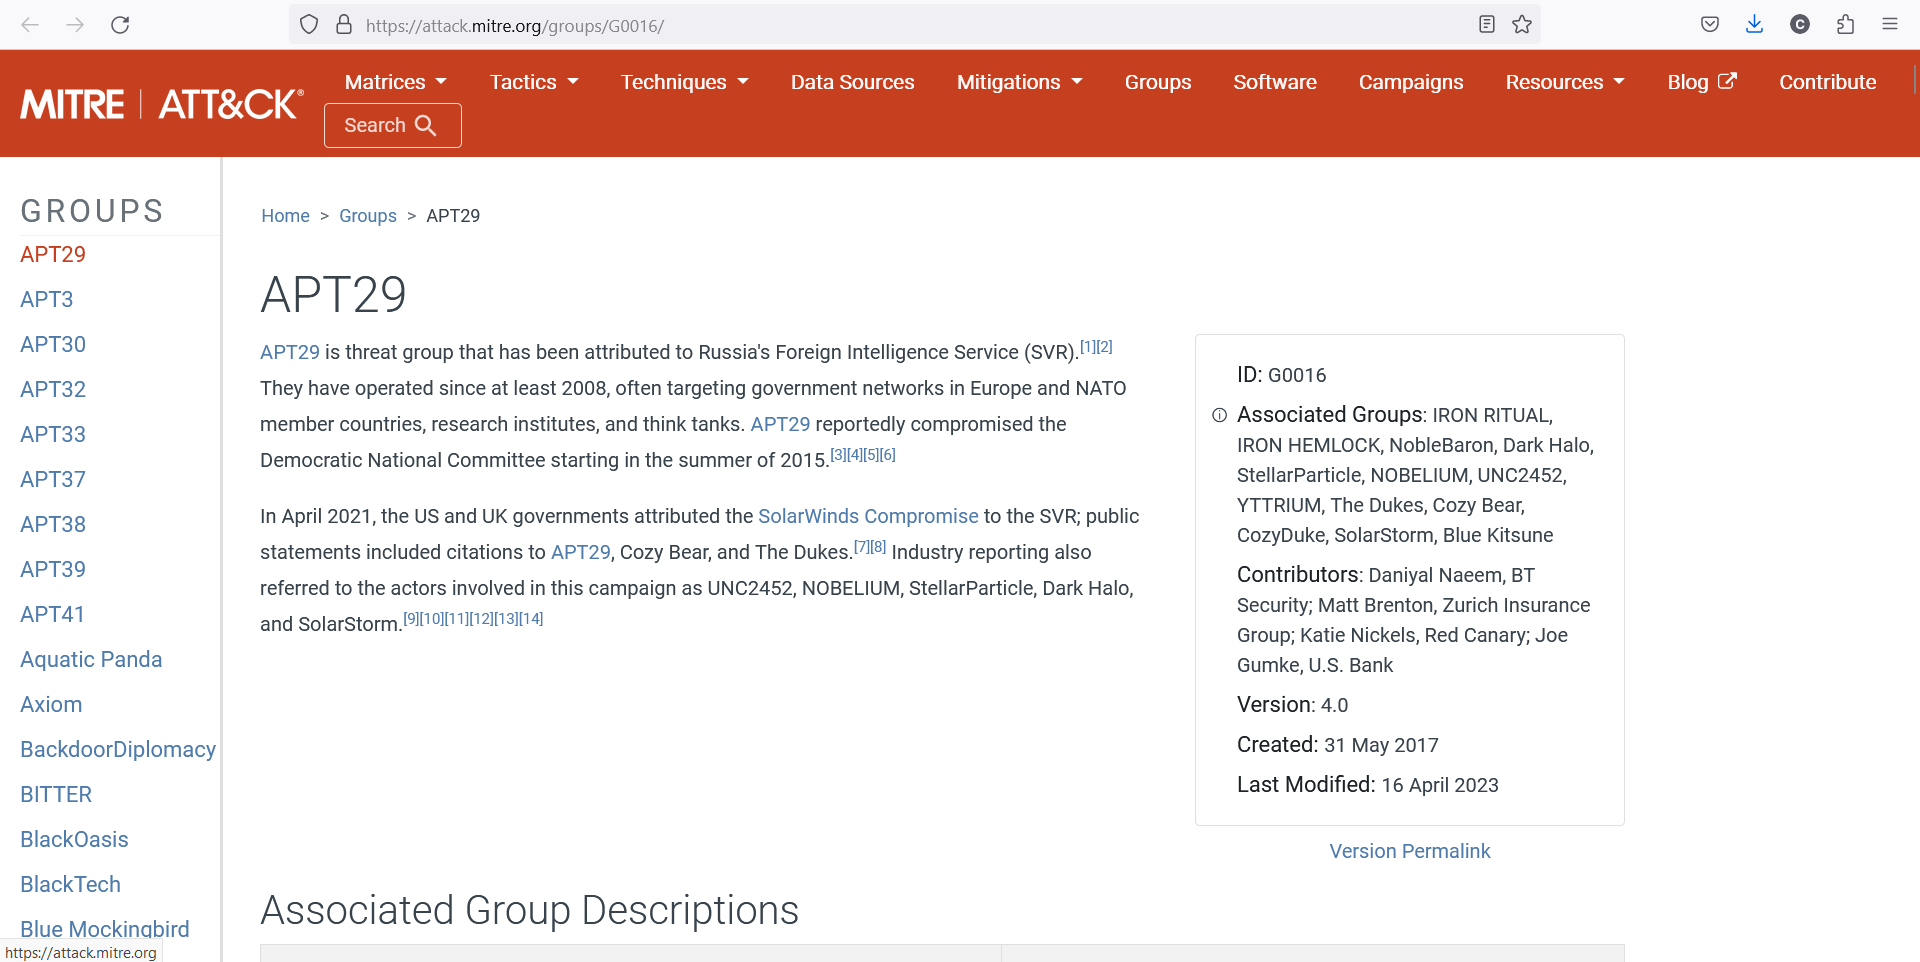 https://attack.mitre.org/groups/G0016/
MITRE | ATT&CK®
Matrices Tactics Techniques Data Sources Mitigations Groups Software Campaigns Resources Blog Contribute
Search
GROUPS
APT29
APT3
APT30
APT32
APT33
APT37
APT38
APT39
APT41
Aquatic Panda
Axiom
BackdoorDiplomacy
BITTER
BlackOasis
BlackTech
Blue Mockingbird
https://attack.mitre.org
Home > Groups > APT29
APT29
APT29 is threat group that has been attributed to Russia's Foreign Intelligence Service (SVR).[1][2]
They have operated since at least 2008, often targeting government networks in Europe and NATO
member countries, research institutes, and think tanks. APT29 reportedly compromised the
Democratic National Committee starting in the summer of 2015.[3][4][5][6]
In April 2021, the US and UK governments attributed the SolarWinds Compromise to the SVR; public
statements included citations to APT29, Cozy Bear, and The Dukes.[7][8] Industry reporting also
referred to the actors involved in this campaign as UNC2452, NOBELIUM, StellarParticle, Dark Halo,
and SolarStorm.[9][10][11][12][13][14]
ID: G0016
Associated Groups: IRON RITUAL,
IRON HEMLOCK, NobleBaron, Dark Halo,
StellarParticle, NOBELIUM, UNC2452,
YTTRIUM, The Dukes, Cozy Bear,
CozyDuke, SolarStorm, Blue Kitsune
Contributors: Daniyal Naeem, BT
Security; Matt Brenton, Zurich Insurance
Group; Katie Nickels, Red Canary; Joe
Gumke, U.S. Bank
Version: 4.0
Created: 31 May 2017
Last Modified: 16 April 2023
Version Permalink
Associated Group Descriptions